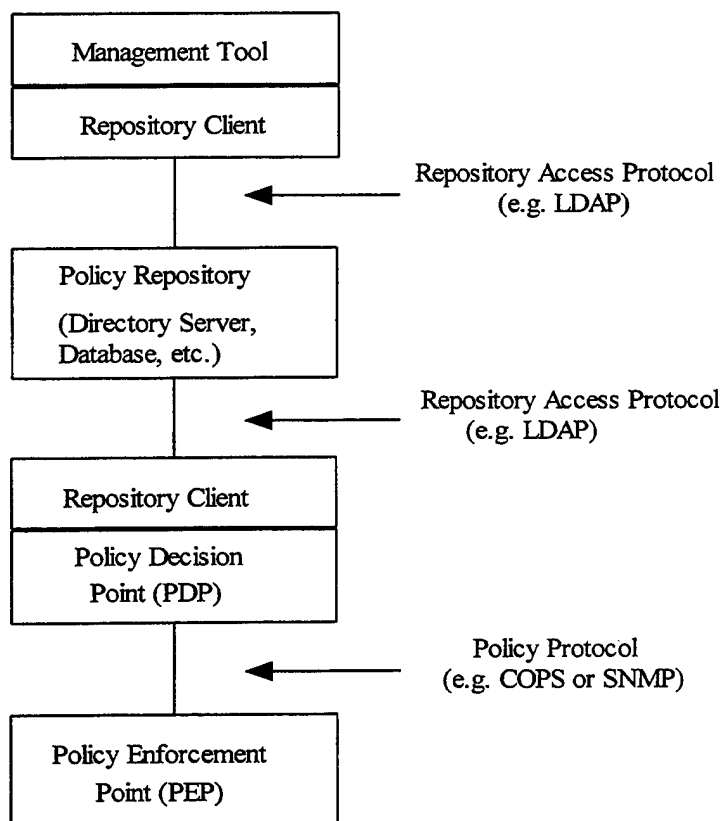 Management Tool
Repository Client
Repository Access Protocol
(e.g. LDAP)
Policy Repository
(Directory Server,
Database, etc.)
Repository Access Protocol
(e.g. LDAP)
Repository Client
Policy Decision
Point (PDP)
Policy Protocol
(e.g. COPS or SNMP)
Policy Enforcement
Point (PEP)